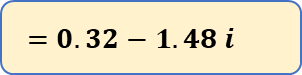 = 0.32 − 1.48 i